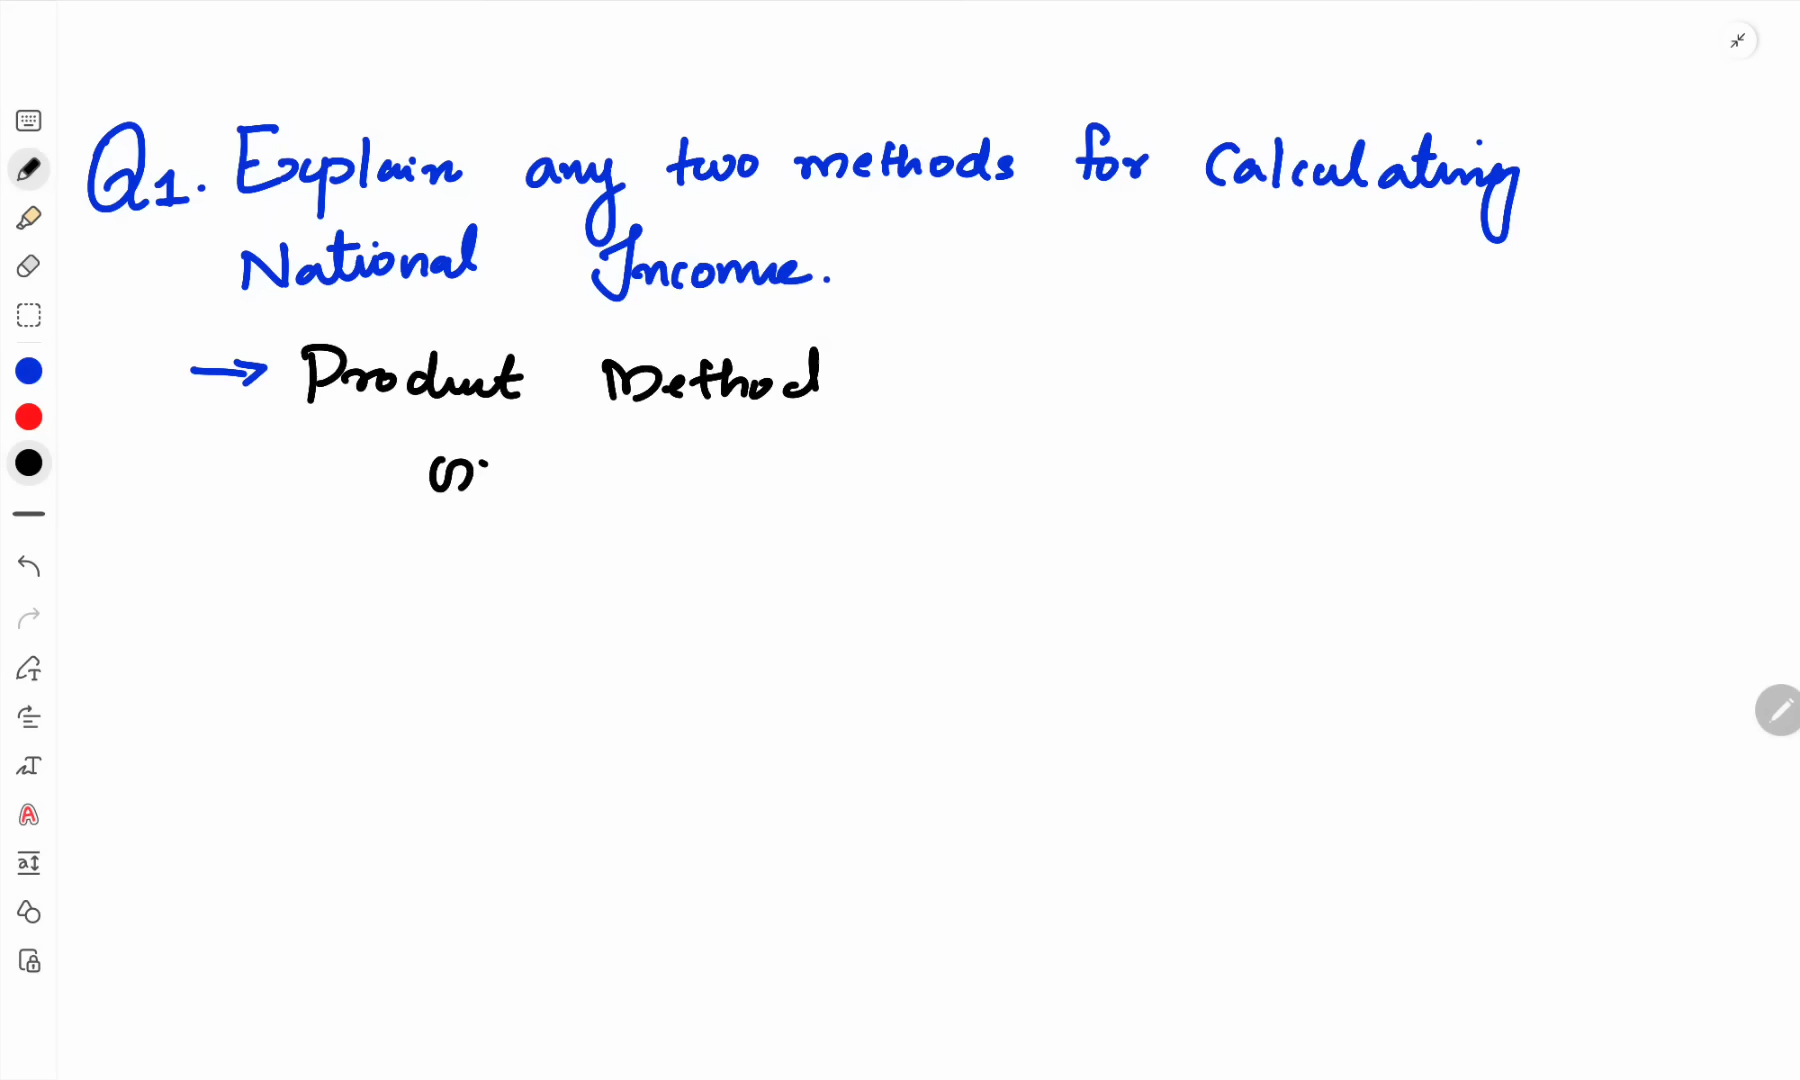 Q1. Explain any two methods for Calculating
National Income.
→ Product Method